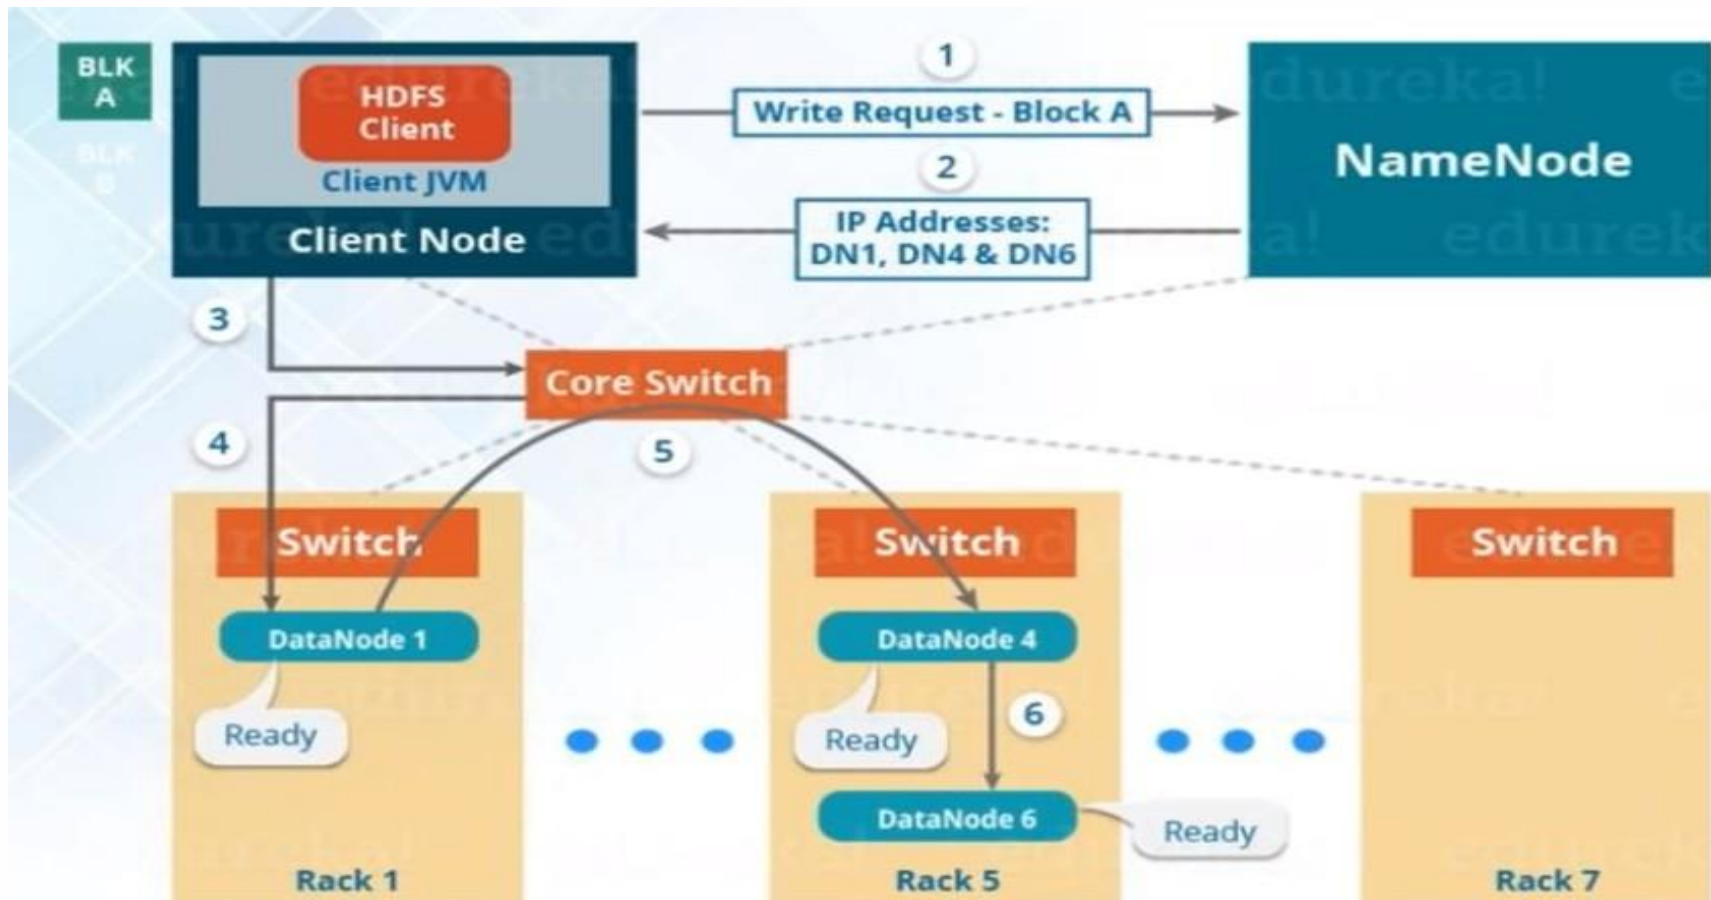 BLK
A
BLK
B
HDFS
Client
Client JVM
Client Node
1
Write Request - Block A
2
IP Addresses:
DN1, DN4 & DN6
NameNode
3
Core Switch
4
5
Switch
Switch
Switch
DataNode 1
DataNode 4
Ready
Ready
6
DataNode 6
Ready
Rack 1
Rack 5
Rack 7
edureka!